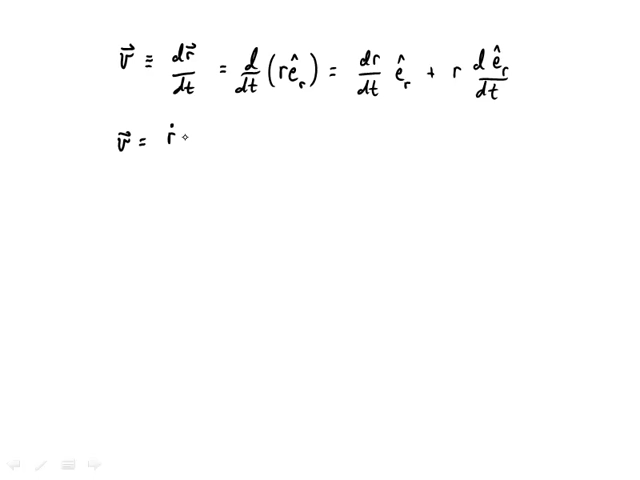 v⃗ ≡ dr⃗/dt = d/dt (r ê_r) = dr/dt ê_r + r dê_r/dt
v⃗ = ṙ